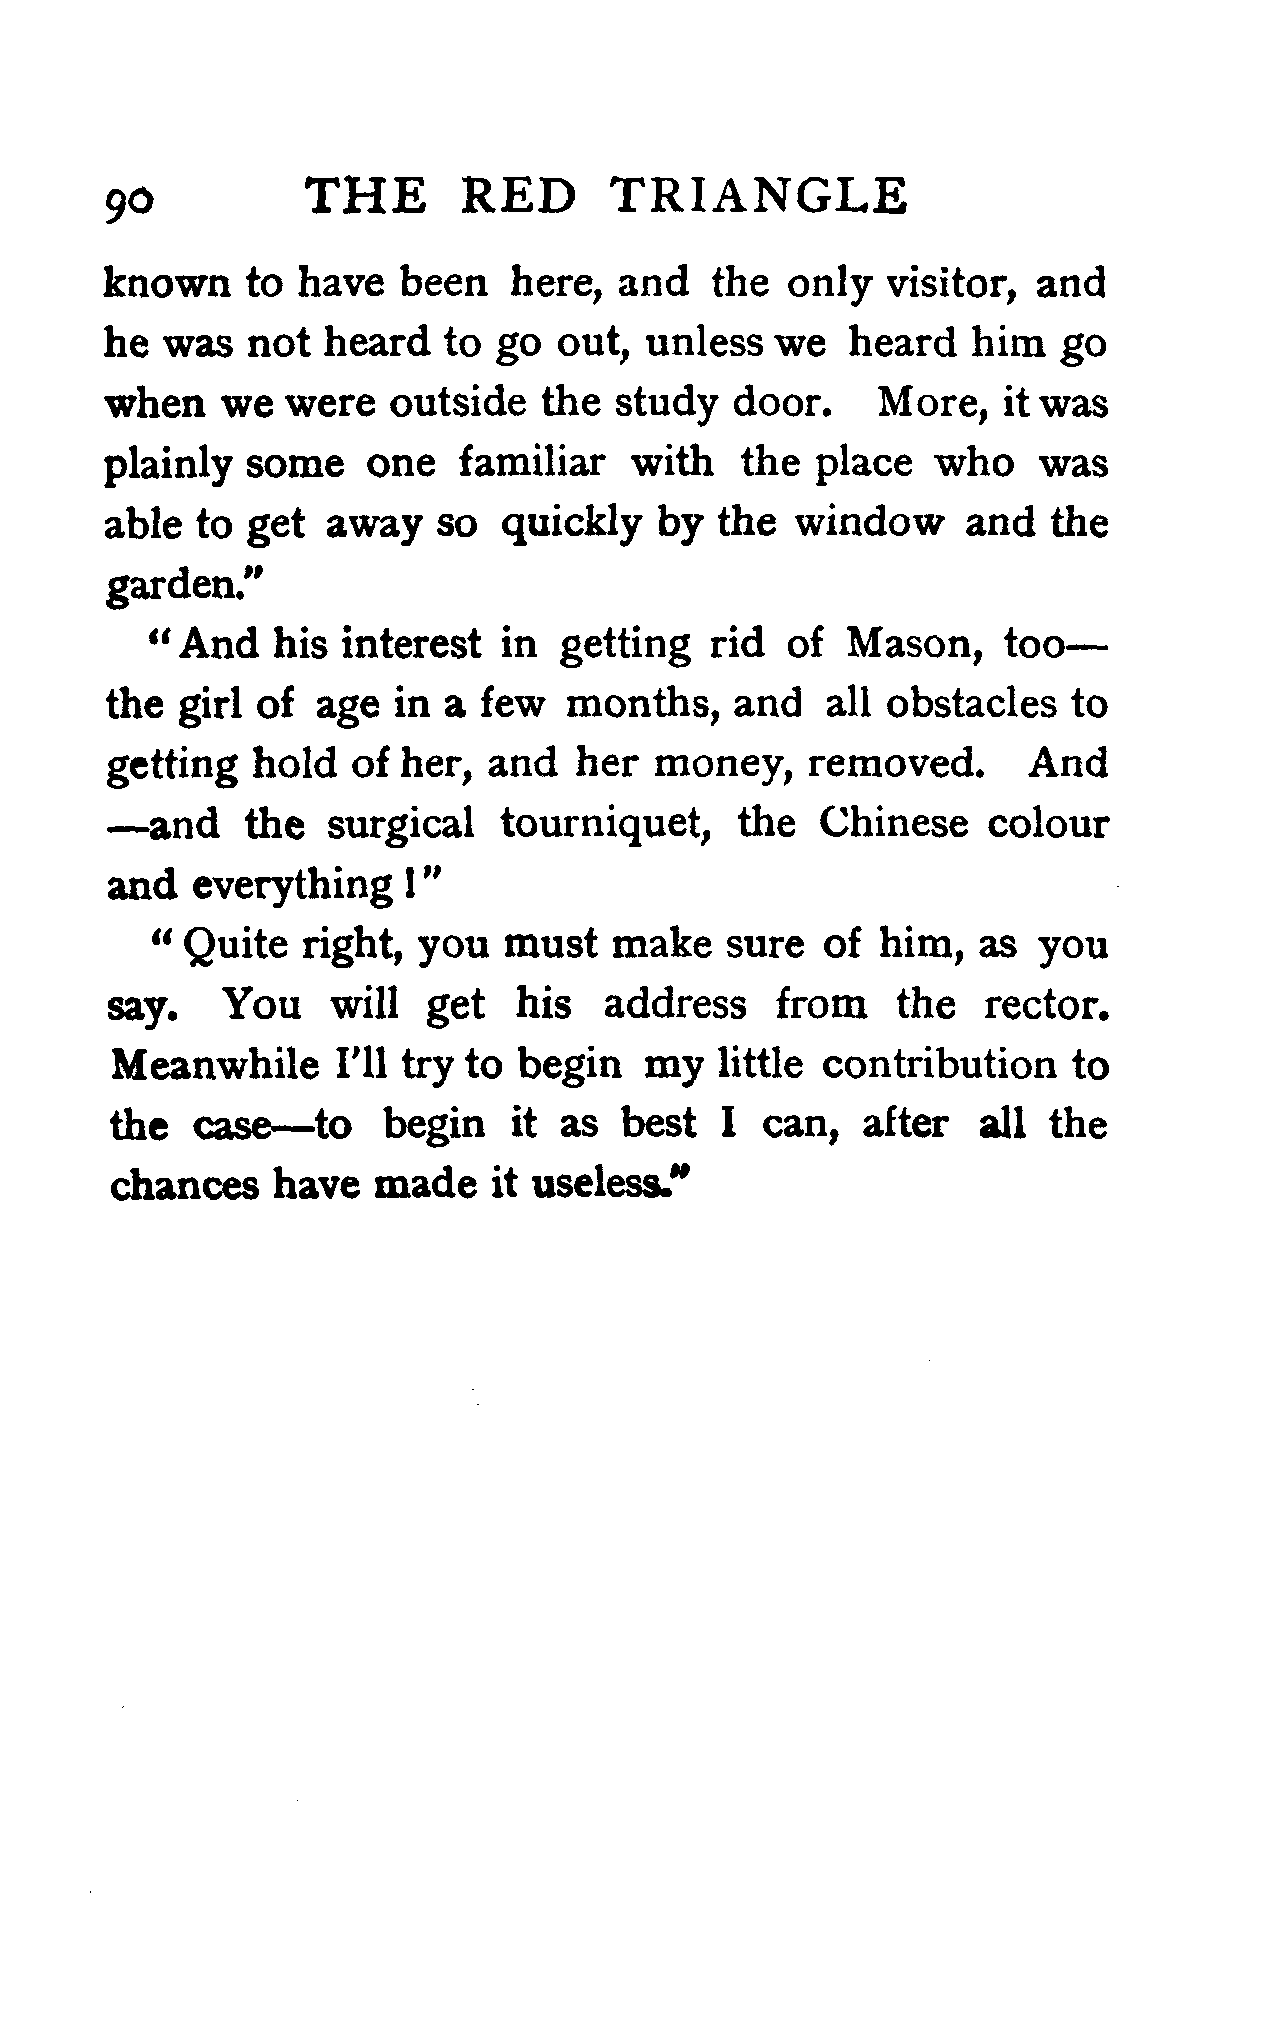 90 THE RED TRIANGLE
known to have been here, and the only visitor, and
he was not heard to go out, unless we heard him go
when we were outside the study door. More, it was
plainly some one familiar with the place who was
able to get away so quickly by the window and the
garden."
"And his interest in getting rid of Mason, too—
the girl of age in a few months, and all obstacles to
getting hold of her, and her money, removed. And
—and the surgical tourniquet, the Chinese colour
and everything!"
"Quite right, you must make sure of him, as you
say. You will get his address from the rector.
Meanwhile I'll try to begin my little contribution to
the case—to begin it as best I can, after all the
chances have made it useless."